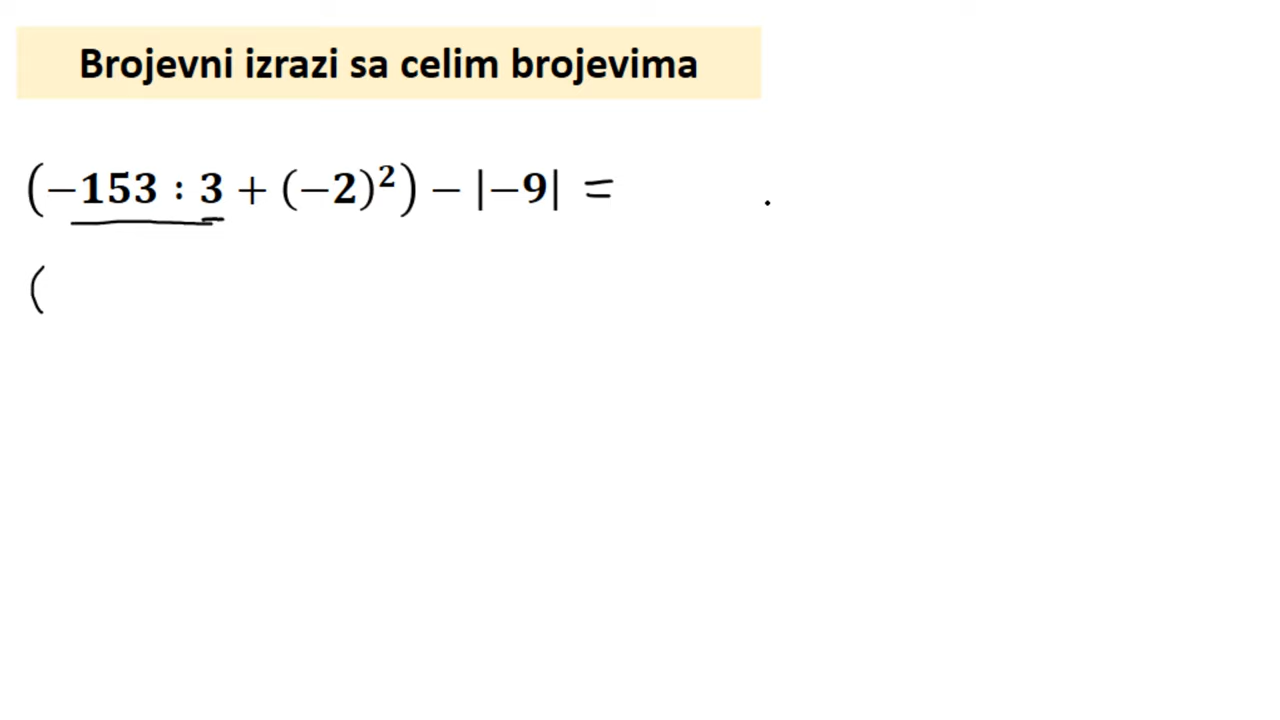 Brojevni izrazi sa celim brojevima
(−153 : 3 + (−2)²) − |−9| =
(